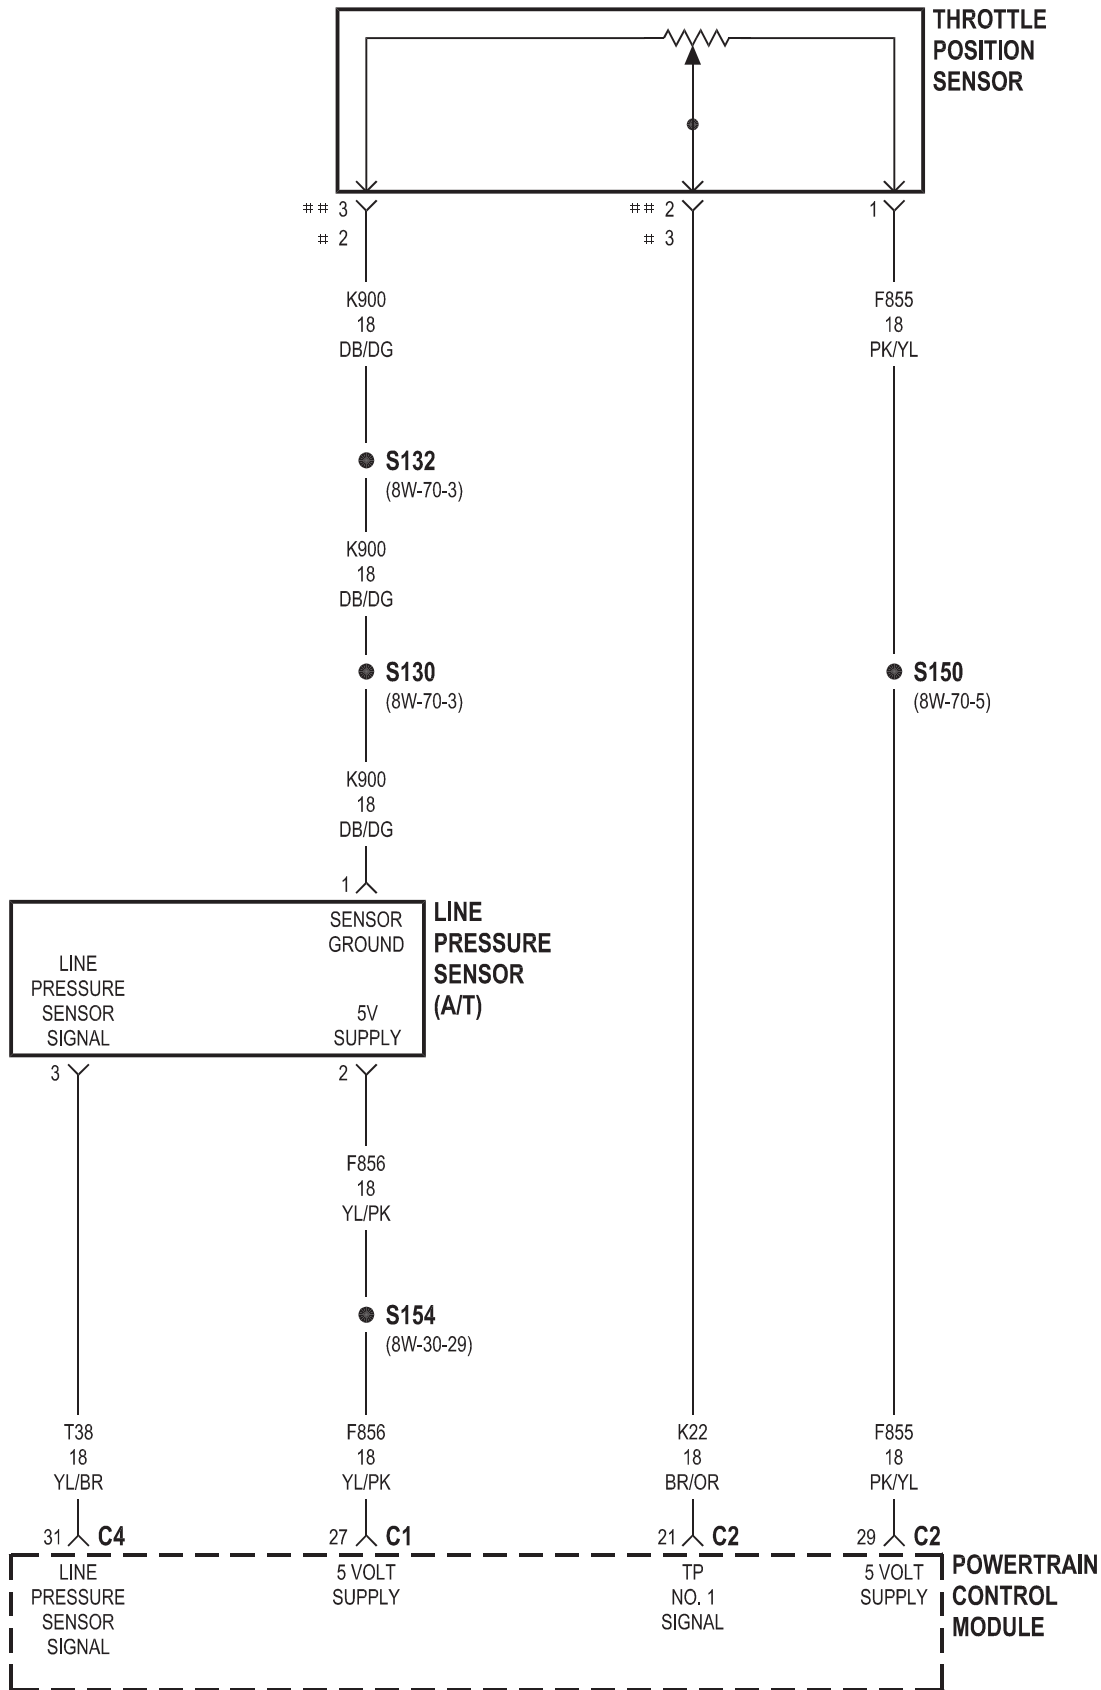 THROTTLE
POSITION
SENSOR
## 3
# 2
## 2
# 3
1
K900
18
DB/DG
F855
18
PK/YL
S132
(8W-70-3)
K900
18
DB/DG
S130
(8W-70-3)
S150
(8W-70-5)
K900
18
DB/DG
1
SENSOR
GROUND
LINE
PRESSURE
SENSOR
(A/T)
LINE
PRESSURE
SENSOR
SIGNAL
5V
SUPPLY
3
2
F856
18
YL/PK
S154
(8W-30-29)
T38
18
YL/BR
F856
18
YL/PK
K22
18
BR/OR
F855
18
PK/YL
31 C4
27 C1
21 C2
29 C2
LINE
PRESSURE
SENSOR
SIGNAL
5 VOLT
SUPPLY
TP
NO. 1
SIGNAL
5 VOLT
SUPPLY
POWERTRAIN
CONTROL
MODULE